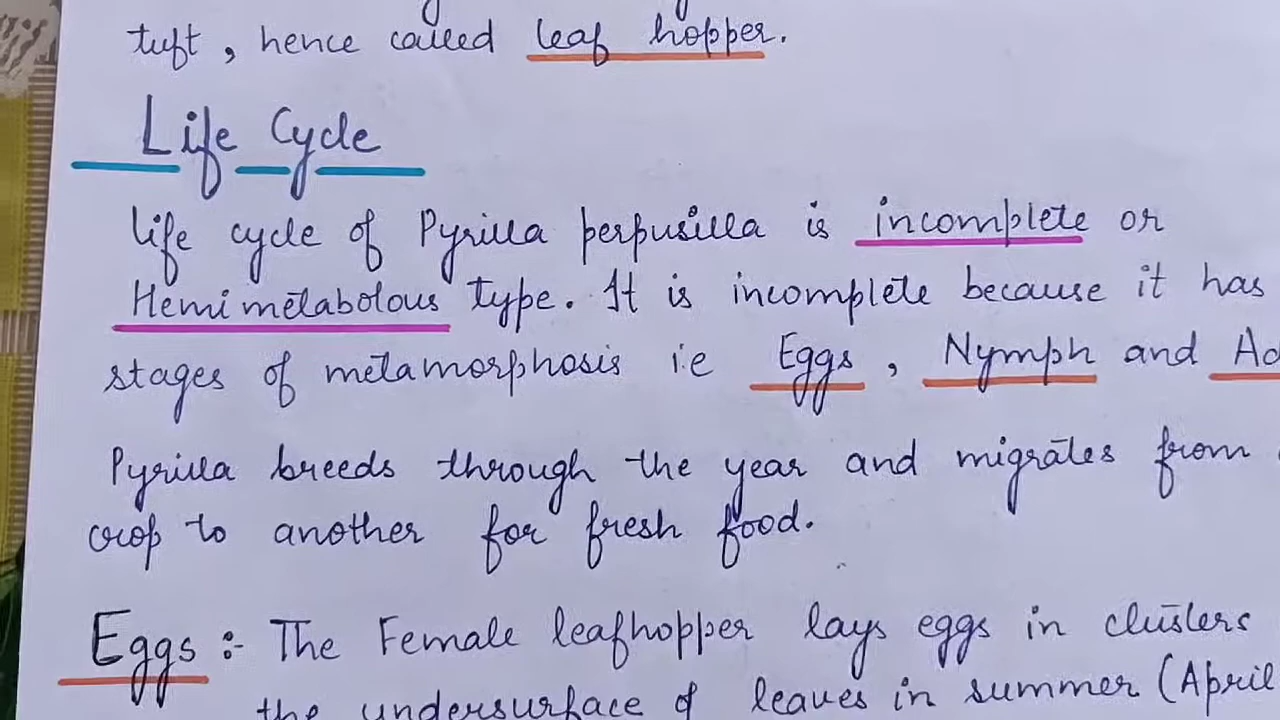 tuft, hence called leaf hopper.
Life Cycle
life cycle of Pyrilla perpusilla is incomplete or
Hemimetabolous type. It is incomplete because it has
stages of metamorphosis i.e Eggs, Nymph and Ad
Pyrilla breeds through the year and migrates from
crop to another for fresh food.
Eggs :- The Female leafhopper lays eggs in clusters
the undersurface of leaves in summer (April